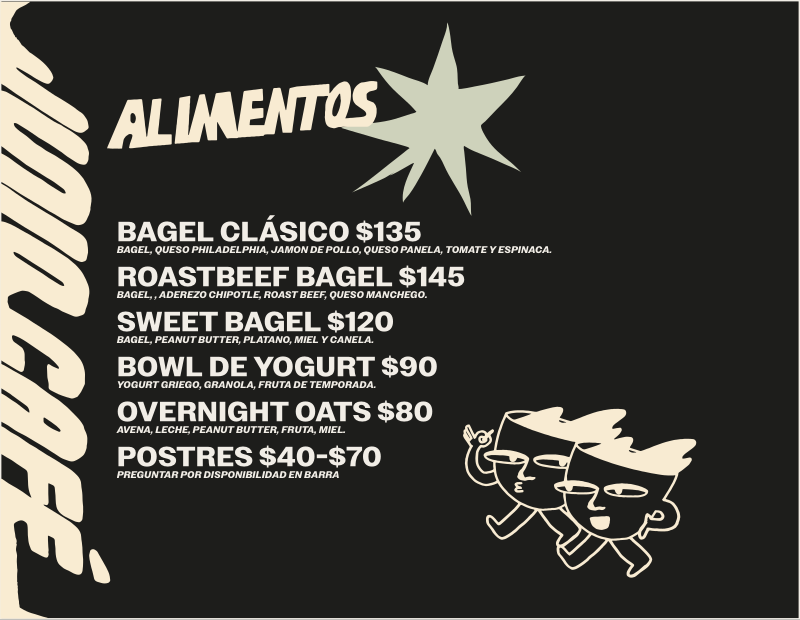 CAFÉ
ALIMENTOS
BAGEL CLÁSICO $135
BAGEL, QUESO PHILADELPHIA, JAMON DE POLLO, QUESO PANELA, TOMATE Y ESPINACA.
ROASTBEEF BAGEL $145
BAGEL, , ADEREZO CHIPOTLE, ROAST BEEF, QUESO MANCHEGO.
SWEET BAGEL $120
BAGEL, PEANUT BUTTER, PLATANO, MIEL Y CANELA.
BOWL DE YOGURT $90
YOGURT GRIEGO, GRANOLA, FRUTA DE TEMPORADA.
OVERNIGHT OATS $80
AVENA, LECHE, PEANUT BUTTER, FRUTA, MIEL.
POSTRES $40-$70
PREGUNTAR POR DISPONIBILIDAD EN BARRA